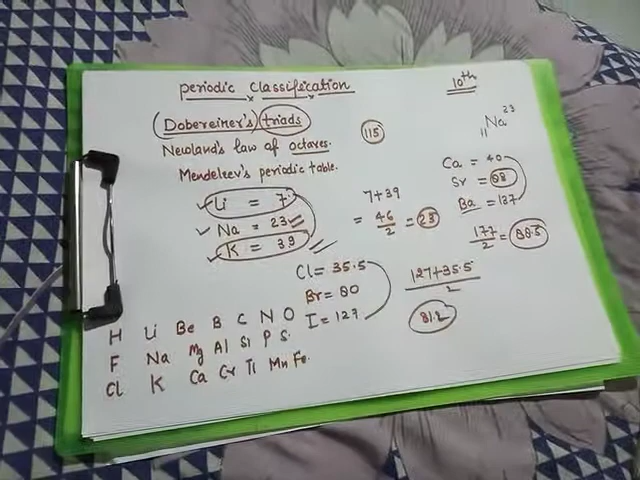 periodic classification
10th
(Dobereiner's) triads
Newland's law of octaves.
Mendeleev's periodic table.
115
11Na23
Li = 7
Na = 23
K = 39
7+39
= 46/2 = 23
Ca = 40
Sr = 88
Ba = 137
177/2 = 88.5
Cl = 35.5
Br = 80
I = 127
127+35.5
2
81.2
H Li Be B C N O
F Na Mg Al Si P S
Cl K Ca Cr Ti Mn Fe.